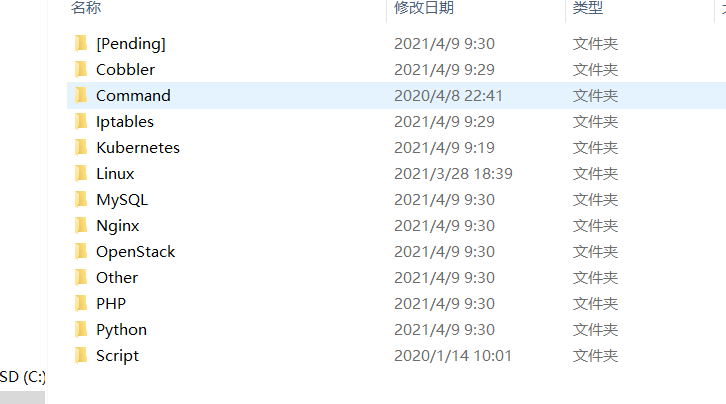 名称 修改日期 类型
[Pending] 2021/4/9 9:30 文件夹
Cobbler 2021/4/9 9:29 文件夹
Command 2020/4/8 22:41 文件夹
Iptables 2021/4/9 9:29 文件夹
Kubernetes 2021/4/9 9:19 文件夹
Linux 2021/3/28 18:39 文件夹
MySQL 2021/4/9 9:30 文件夹
Nginx 2021/4/9 9:30 文件夹
OpenStack 2021/4/9 9:30 文件夹
Other 2021/4/9 9:30 文件夹
PHP 2021/4/9 9:30 文件夹
Python 2021/4/9 9:30 文件夹
Script 2020/1/14 10:01 文件夹
SD (C:)